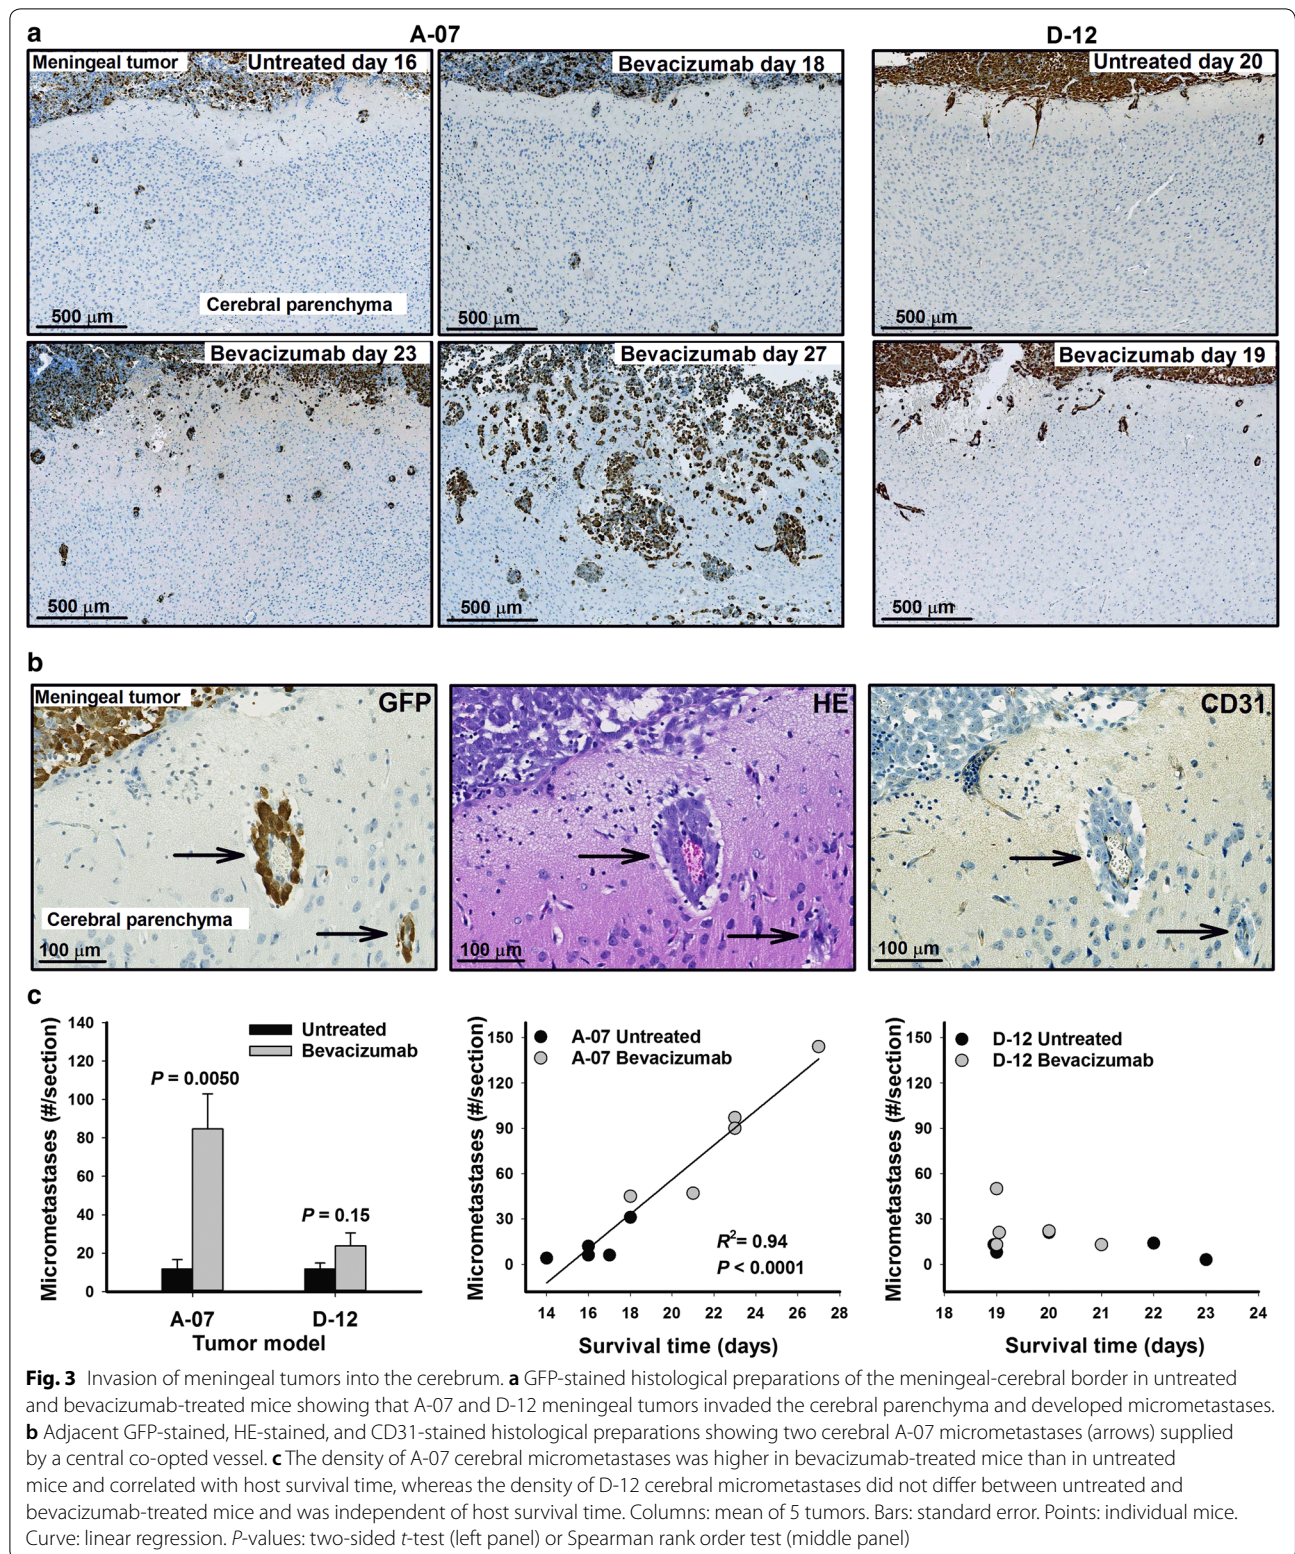 a
A-07
D-12
Meningeal tumor
Untreated day 16
Bevacizumab day 18
Untreated day 20
Cerebral parenchyma
500 μm
500 μm
500 μm
Bevacizumab day 23
Bevacizumab day 27
Bevacizumab day 19
500 μm
500 μm
500 μm
b
Meningeal tumor
GFP
HE
CD31
Cerebral parenchyma
100 μm
100 μm
100 μm
c
Micrometastases (#/section)
140
120
100
80
60
40
20
0
Untreated
Bevacizumab
P = 0.0050
P = 0.15
A-07
D-12
Tumor model
Micrometastases (#/section)
150
120
90
60
30
0
A-07 Untreated
A-07 Bevacizumab
R²= 0.94
P < 0.0001
14 16 18 20 22 24 26 28
Survival time (days)
Micrometastases (#/section)
150
120
90
60
30
0
D-12 Untreated
D-12 Bevacizumab
18 19 20 21 22 23 24
Survival time (days)
Fig. 3 Invasion of meningeal tumors into the cerebrum. a GFP-stained histological preparations of the meningeal-cerebral border in untreated
and bevacizumab-treated mice showing that A-07 and D-12 meningeal tumors invaded the cerebral parenchyma and developed micrometastases.
b Adjacent GFP-stained, HE-stained, and CD31-stained histological preparations showing two cerebral A-07 micrometastases (arrows) supplied
by a central co-opted vessel. c The density of A-07 cerebral micrometastases was higher in bevacizumab-treated mice than in untreated
mice and correlated with host survival time, whereas the density of D-12 cerebral micrometastases did not differ between untreated and
bevacizumab-treated mice and was independent of host survival time. Columns: mean of 5 tumors. Bars: standard error. Points: individual mice.
Curve: linear regression. P-values: two-sided t-test (left panel) or Spearman rank order test (middle panel)